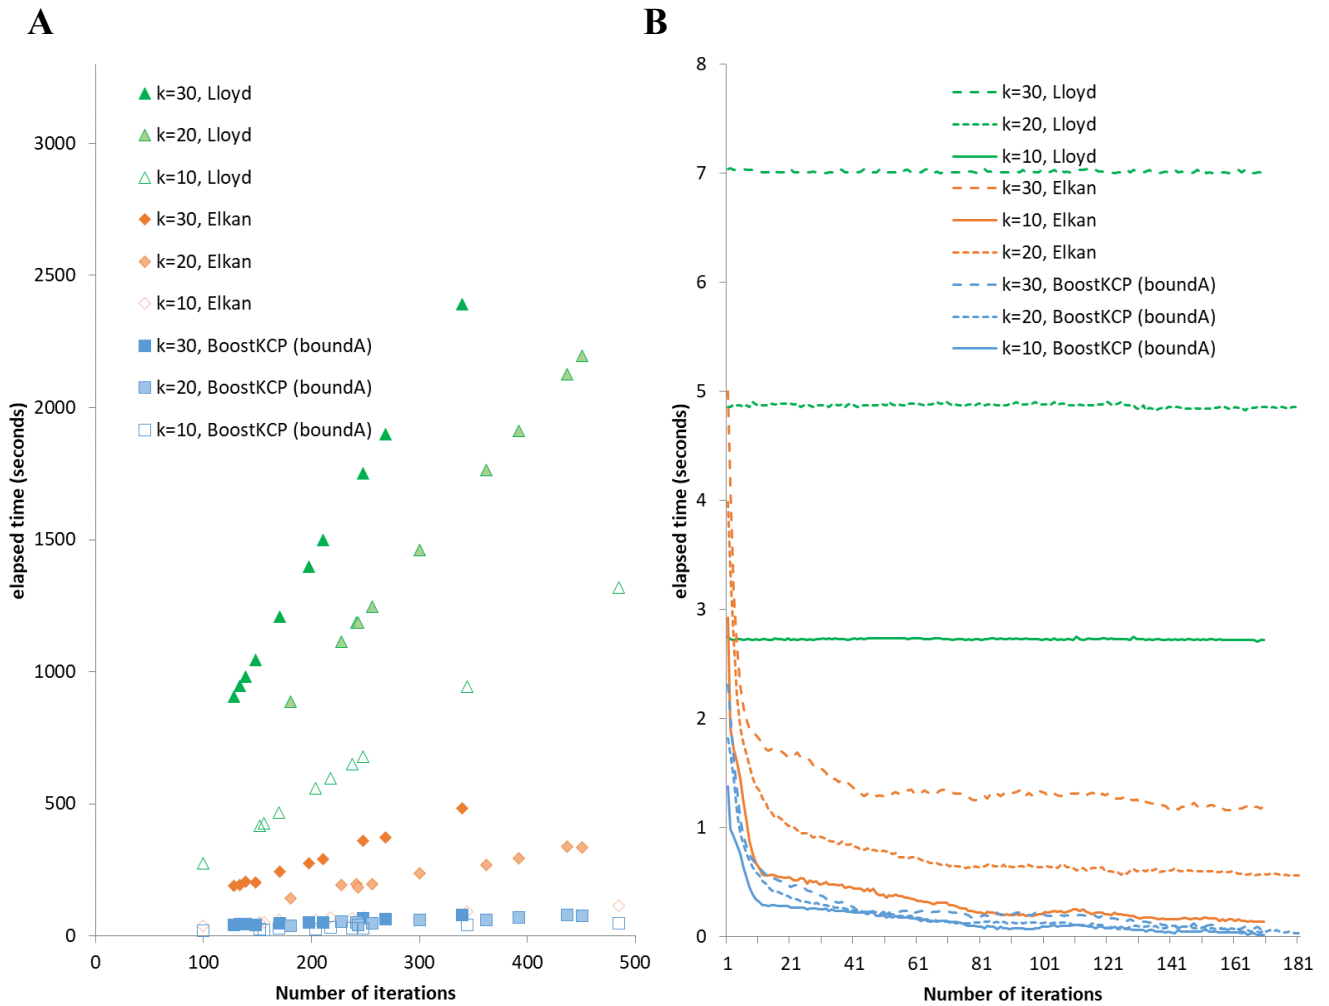 A
k=30, Lloyd
k=20, Lloyd
k=10, Lloyd
k=30, Elkan
k=20, Elkan
k=10, Elkan
k=30, BoostKCP (boundA)
k=20, BoostKCP (boundA)
k=10, BoostKCP (boundA)
3000
2500
2000
1500
1000
500
0
elapsed time (seconds)
0 100 200 300 400 500
Number of iterations
B
k=30, Lloyd
k=20, Lloyd
k=10, Lloyd
k=30, Elkan
k=10, Elkan
k=20, Elkan
k=30, BoostKCP (boundA)
k=20, BoostKCP (boundA)
k=10, BoostKCP (boundA)
8
7
6
5
4
3
2
1
0
elapsed time (seconds)
1 21 41 61 81 101 121 141 161 181
Number of iterations